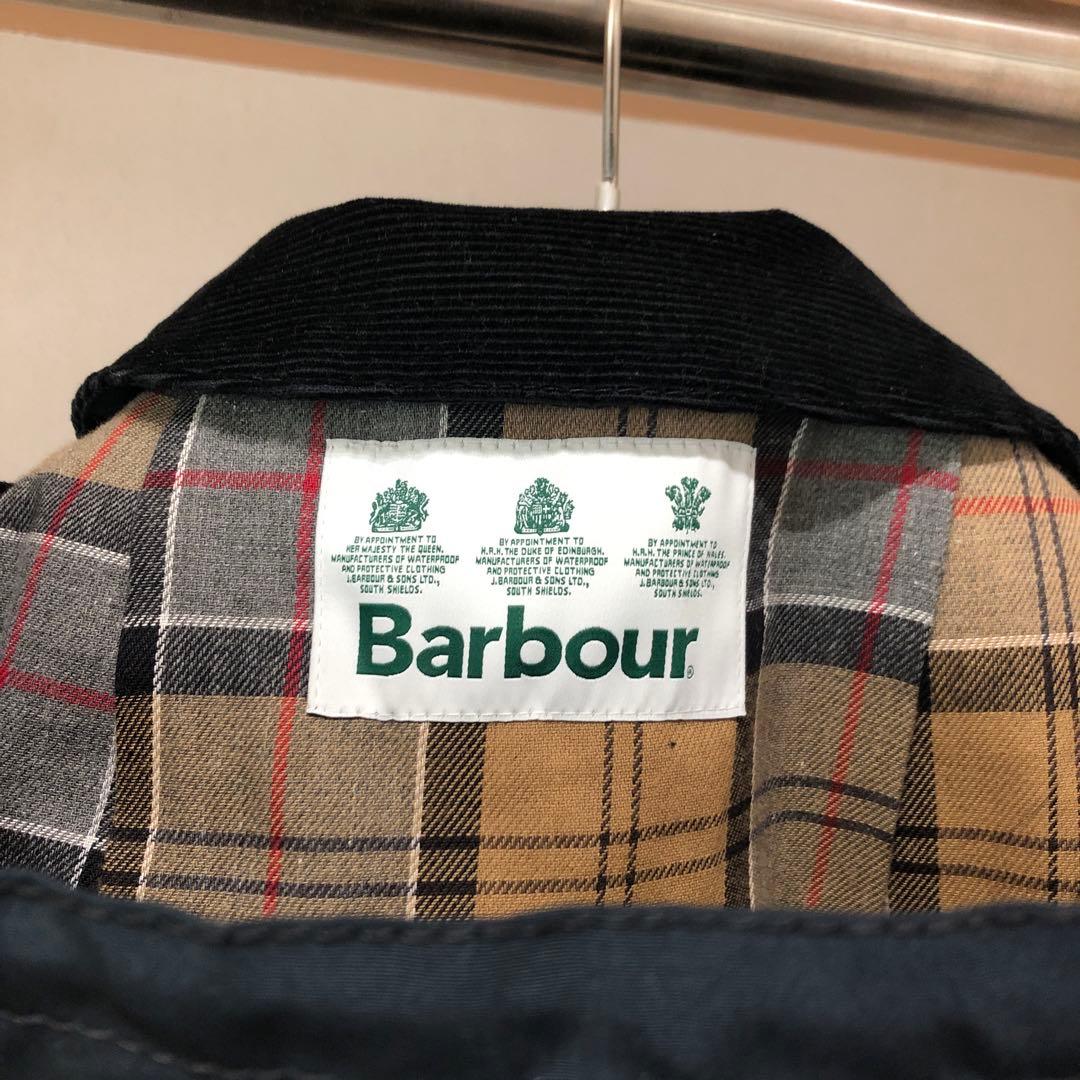 BY APPOINTMENT TO
HER MAJESTY THE QUEEN.
MANUFACTURERS OF WATERPROOF
AND PROTECTIVE CLOTHING
J.BARBOUR & SONS LTD.,
SOUTH SHIELDS.
BY APPOINTMENT TO
H.R.H. THE DUKE OF EDINBURGH.
MANUFACTURERS OF WATERPROOF
AND PROTECTIVE CLOTHING
J.BARBOUR & SONS LTD.,
SOUTH SHIELDS.
BY APPOINTMENT TO
H.R.H. THE PRINCE OF WALES.
MANUFACTURERS OF WATERPROOF
AND PROTECTIVE CLOTHING
J.BARBOUR & SONS LTD.,
SOUTH SHIELDS.
Barbour®